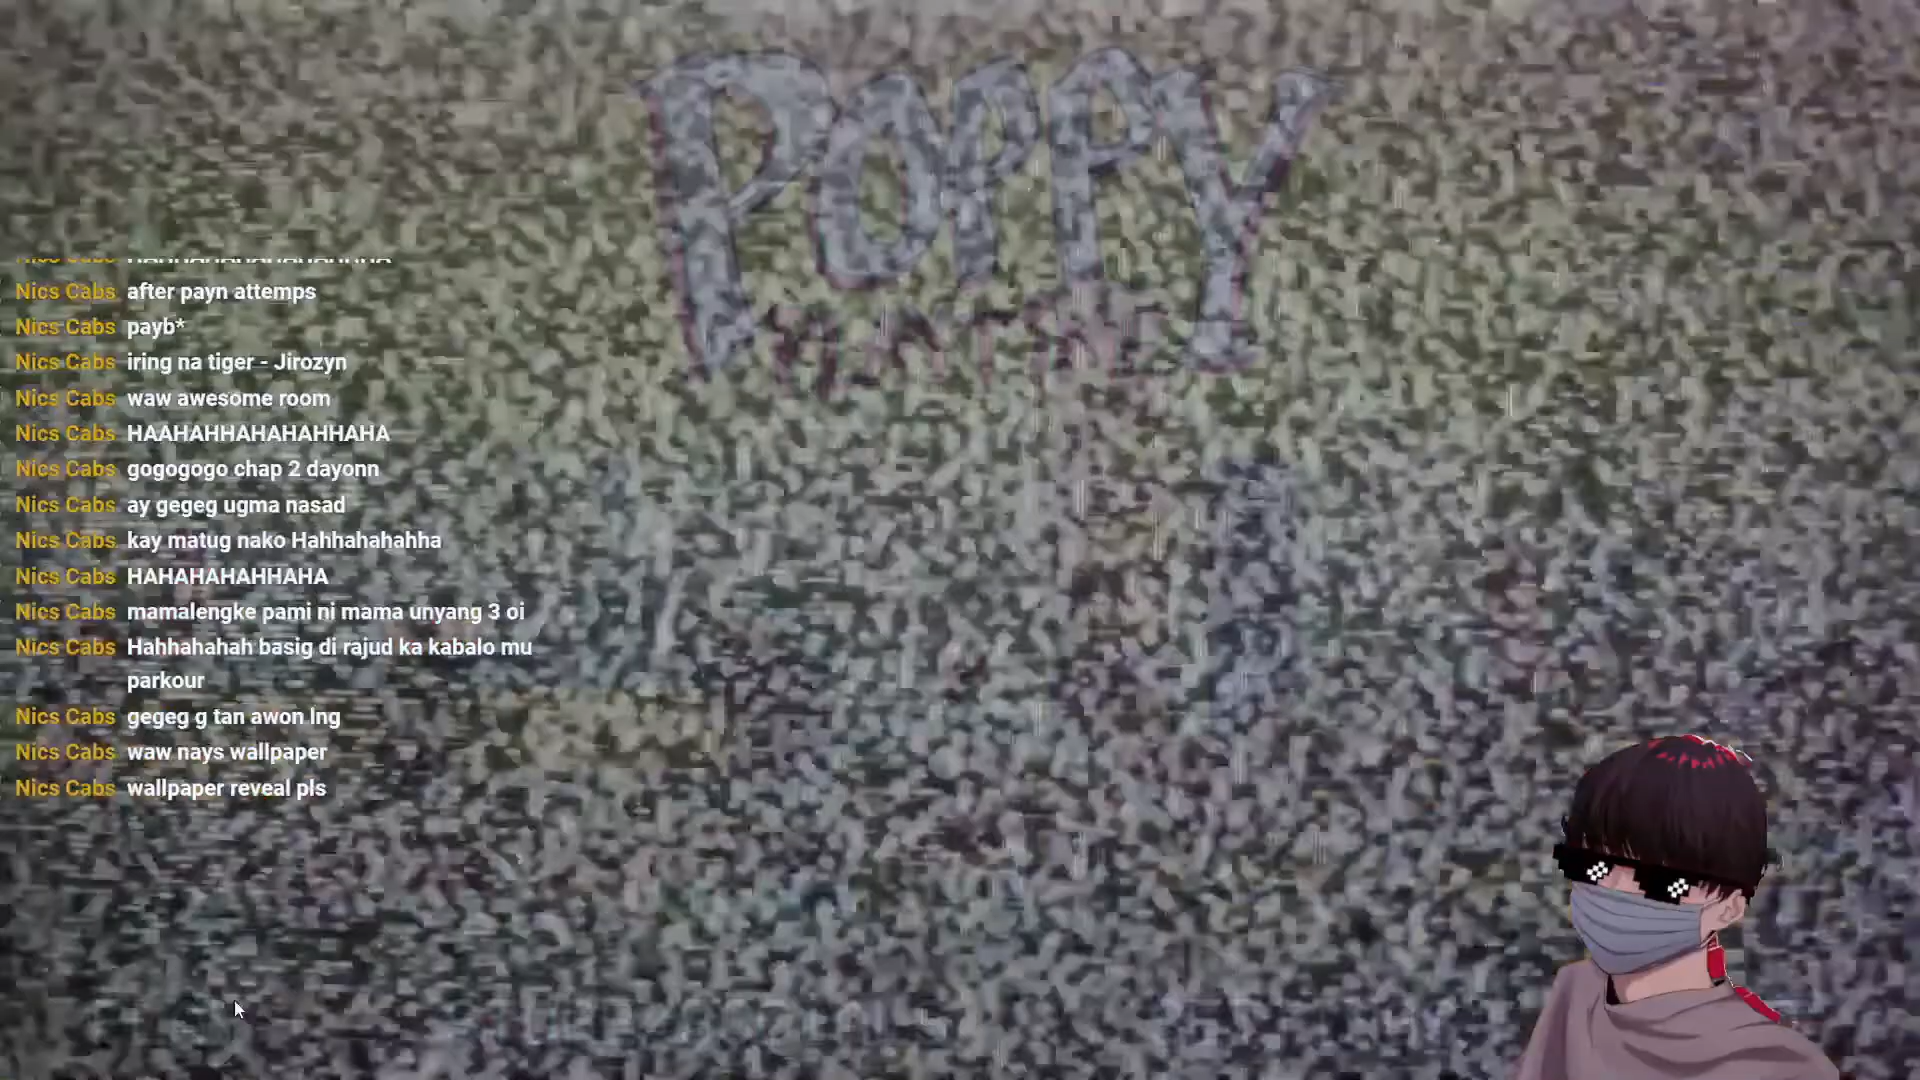 POPPY
PLAYTIME
Nics Cabs after payn attemps
Nics Cabs payb*
Nics Cabs iring na tiger - Jirozyn
Nics Cabs waw awesome room
Nics Cabs HAAHAHHAHAHAHHAHA
Nics Cabs gogogogo chap 2 dayonn
Nics Cabs ay gegeg ugma nasad
Nics Cabs kay matug nako Hahhahahahha
Nics Cabs HAHAHAHAHHAHA
Nics Cabs mamalengke pami ni mama unyang 3 oi
Nics Cabs Hahhahahah basig di rajud ka kabalo mu
parkour
Nics Cabs gegeg g tan awon lng
Nics Cabs waw nays wallpaper
Nics Cabs wallpaper reveal pls